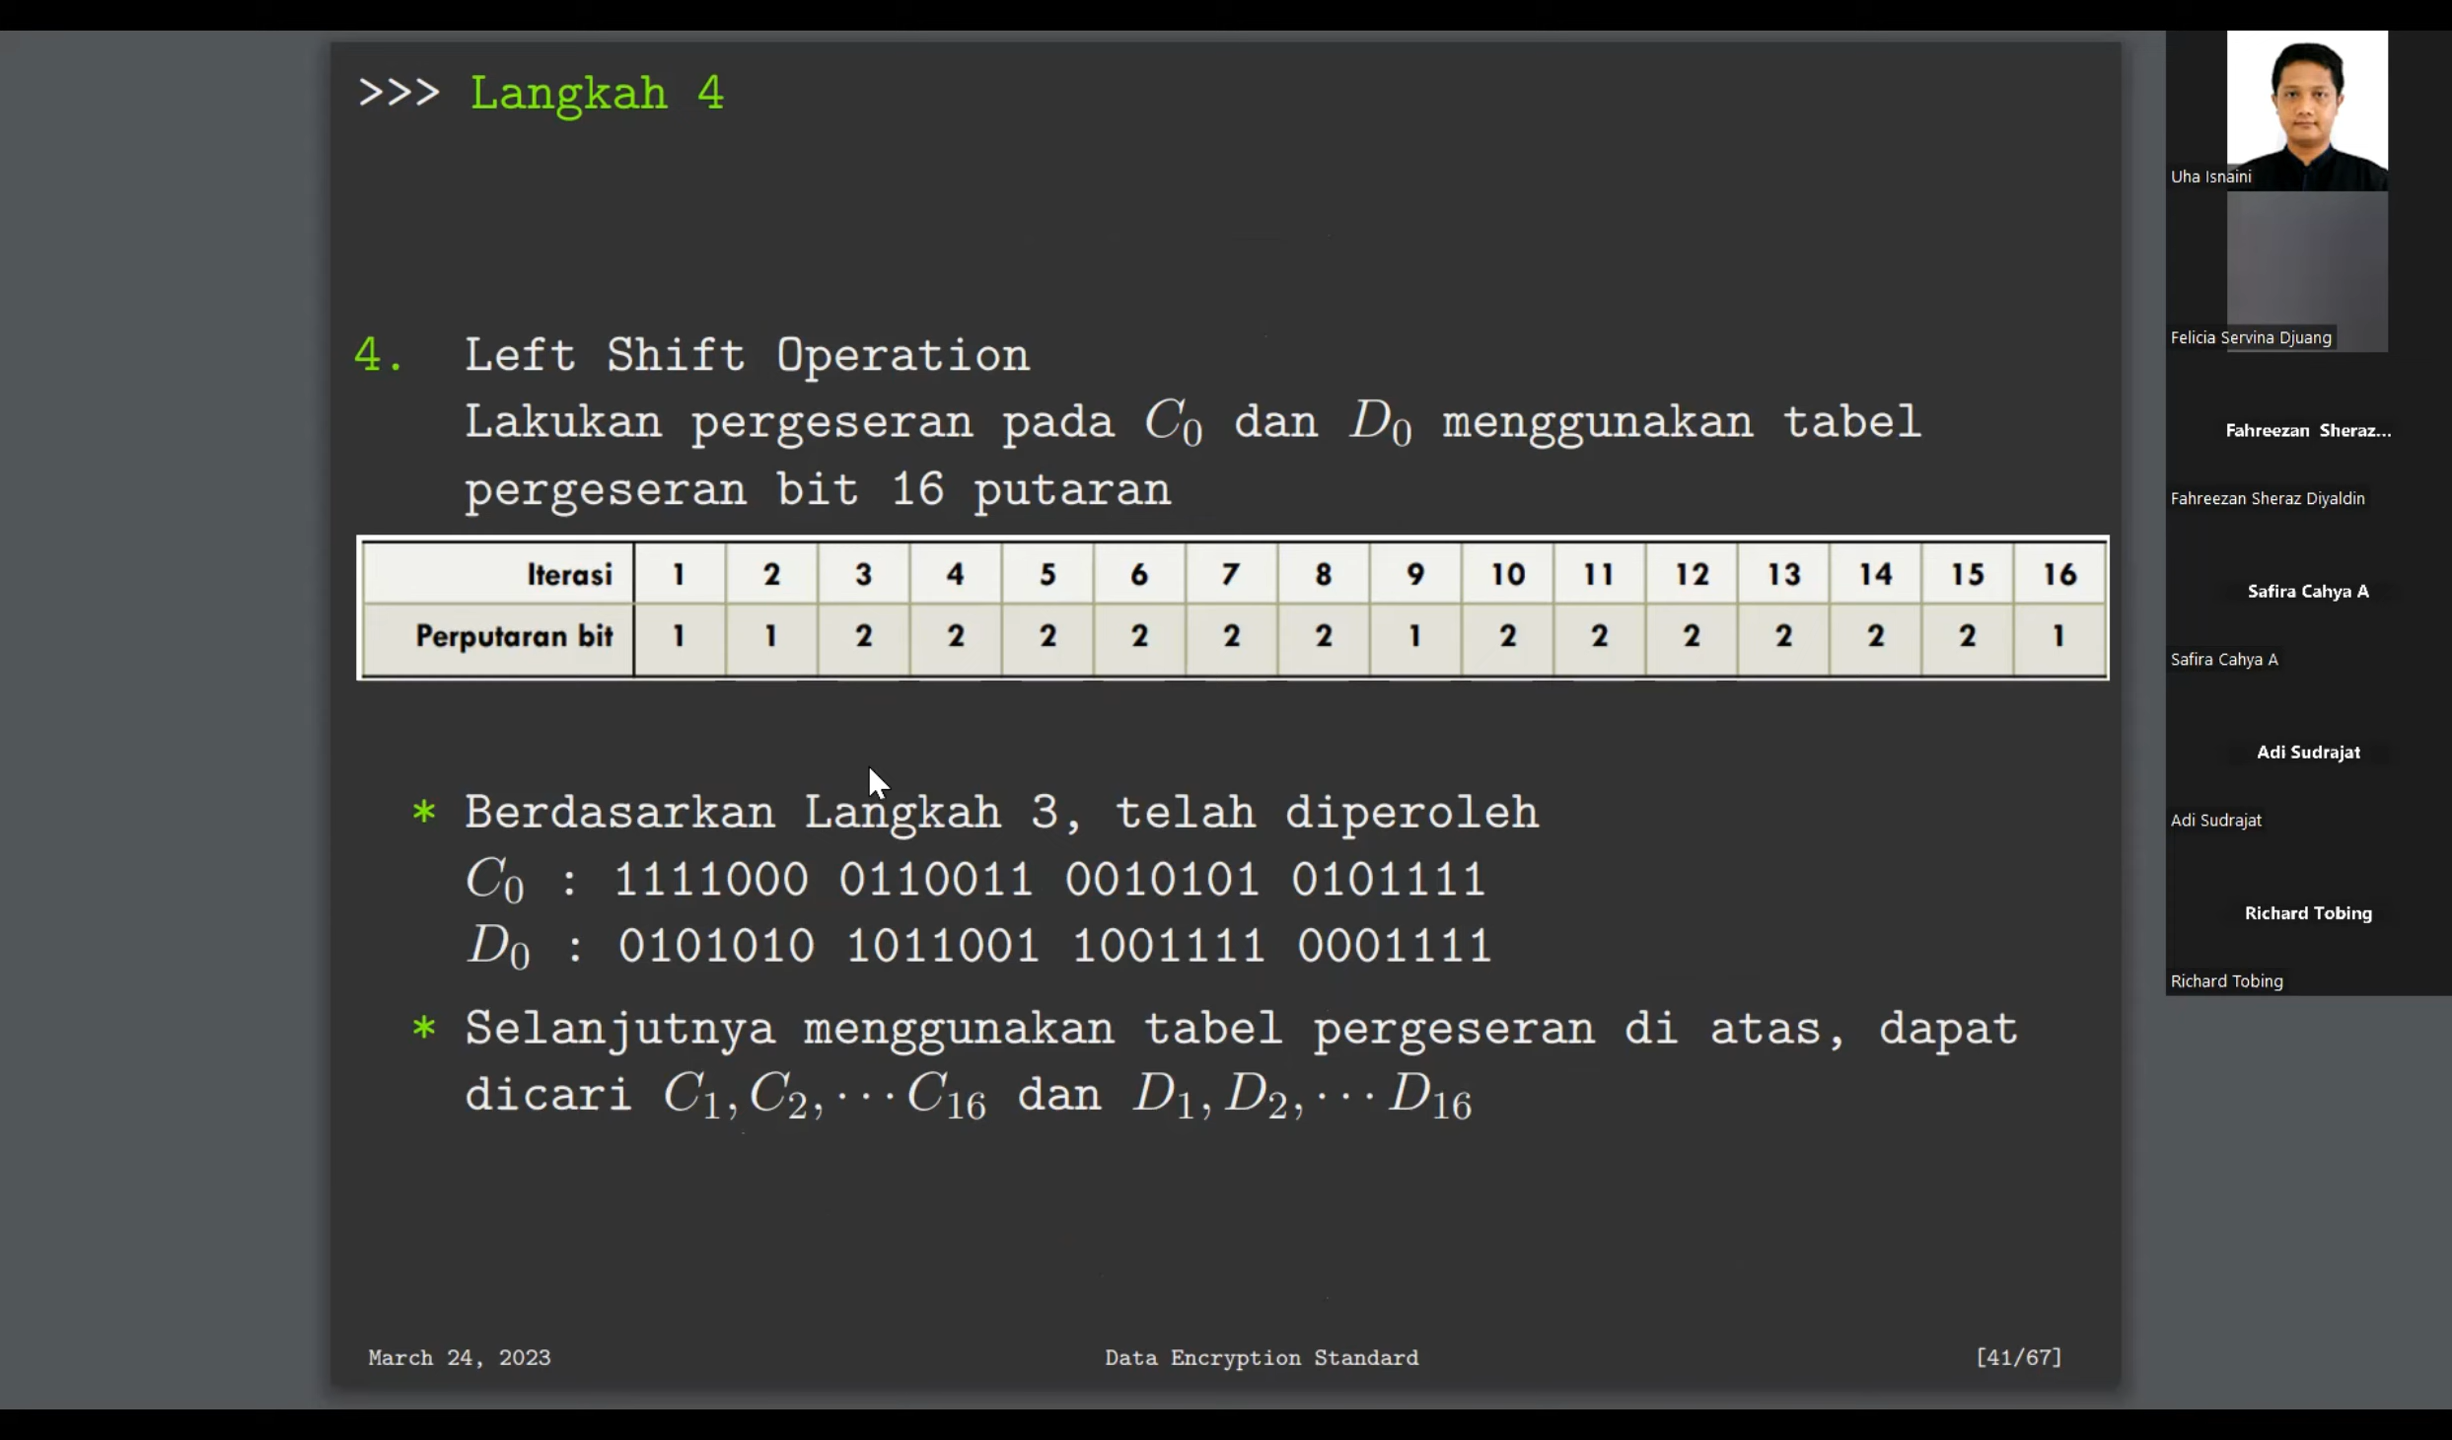 >>> Langkah 4
4. Left Shift Operation
Lakukan pergeseran pada C₀ dan D₀ menggunakan tabel
pergeseran bit 16 putaran
Iterasi 1 2 3 4 5 6 7 8 9 10 11 12 13 14 15 16
Perputaran bit 1 1 2 2 2 2 2 2 1 2 2 2 2 2 2 1
* Berdasarkan Langkah 3, telah diperoleh
C₀ : 1111000 0110011 0010101 0101111
D₀ : 0101010 1011001 1001111 0001111
* Selanjutnya menggunakan tabel pergeseran di atas, dapat
dicari C₁, C₂, ··· C₁₆ dan D₁, D₂, ··· D₁₆
March 24, 2023 Data Encryption Standard [41/67]
Uha Isnaini
Felicia Servina Djuang
Fahreezan Sheraz...
Fahreezan Sheraz Diyaldin
Safira Cahya A
Safira Cahya A
Adi Sudrajat
Adi Sudrajat
Richard Tobing
Richard Tobing